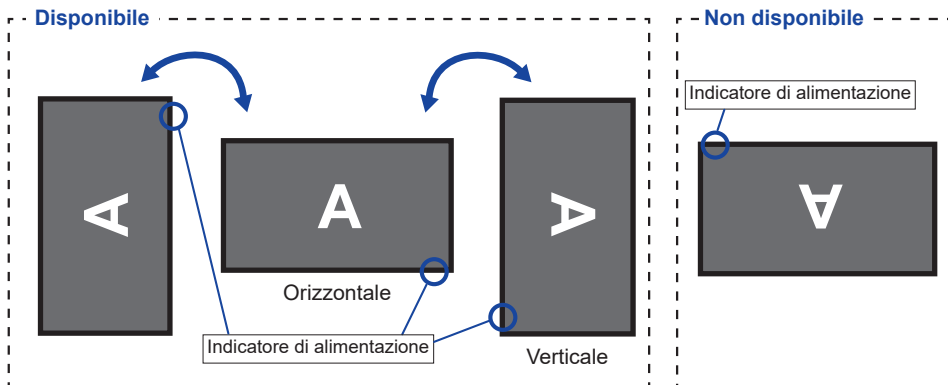 Disponibile
Non disponibile
Indicatore di alimentazione
A
A
A
A
Orizzontale
Indicatore di alimentazione
Verticale